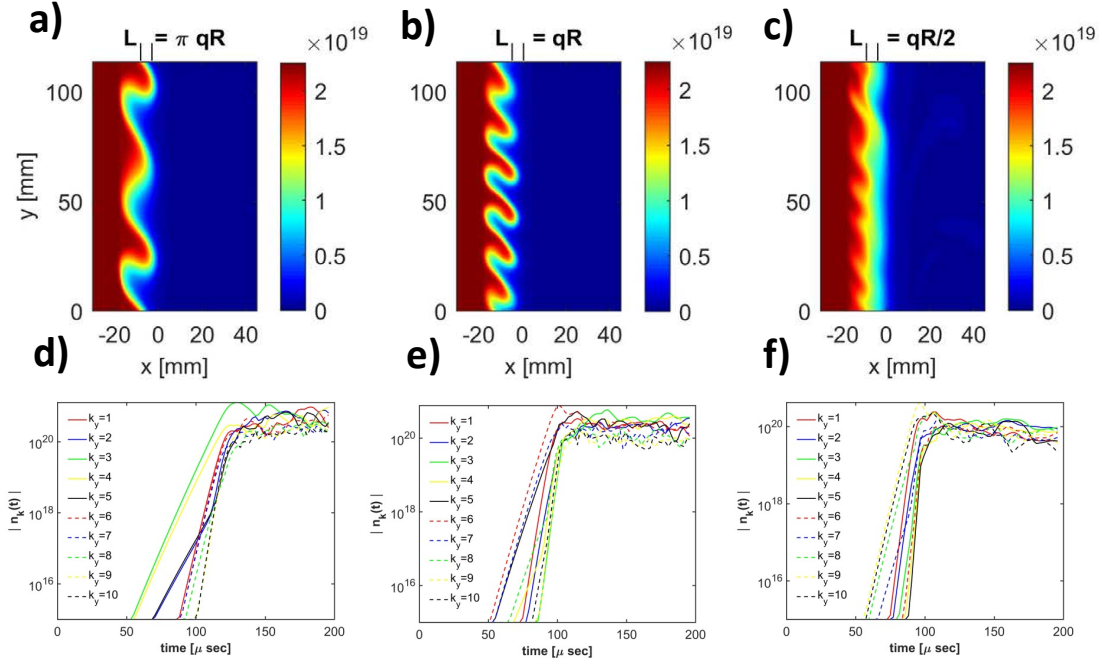 a)
b)
c)
L|| = π qR
L|| = qR
L|| = qR/2
×10^19
×10^19
×10^19
y [mm]
100
50
0
-20 0 20 40
x [mm]
2
1.5
1
0.5
0
100
50
0
-20 0 20 40
x [mm]
2
1.5
1
0.5
0
100
50
0
-20 0 20 40
x [mm]
2
1.5
1
0.5
0
d)
e)
f)
| n_k(t) |
10^20
10^18
10^16
k_y=1
k_y=2
k_y=3
k_y=4
k_y=5
k_y=6
k_y=7
k_y=8
k_y=9
k_y=10
0 50 100 150 200
time [μ sec]
| n_k(t) |
10^20
10^18
10^16
k_y=1
k_y=2
k_y=3
k_y=4
k_y=5
k_y=6
k_y=7
k_y=8
k_y=9
k_y=10
0 50 100 150 200
time [μ sec]
| n_k(t) |
10^20
10^18
10^16
k_y=1
k_y=2
k_y=3
k_y=4
k_y=5
k_y=6
k_y=7
k_y=8
k_y=9
k_y=10
0 50 100 150 200
time [μ sec]